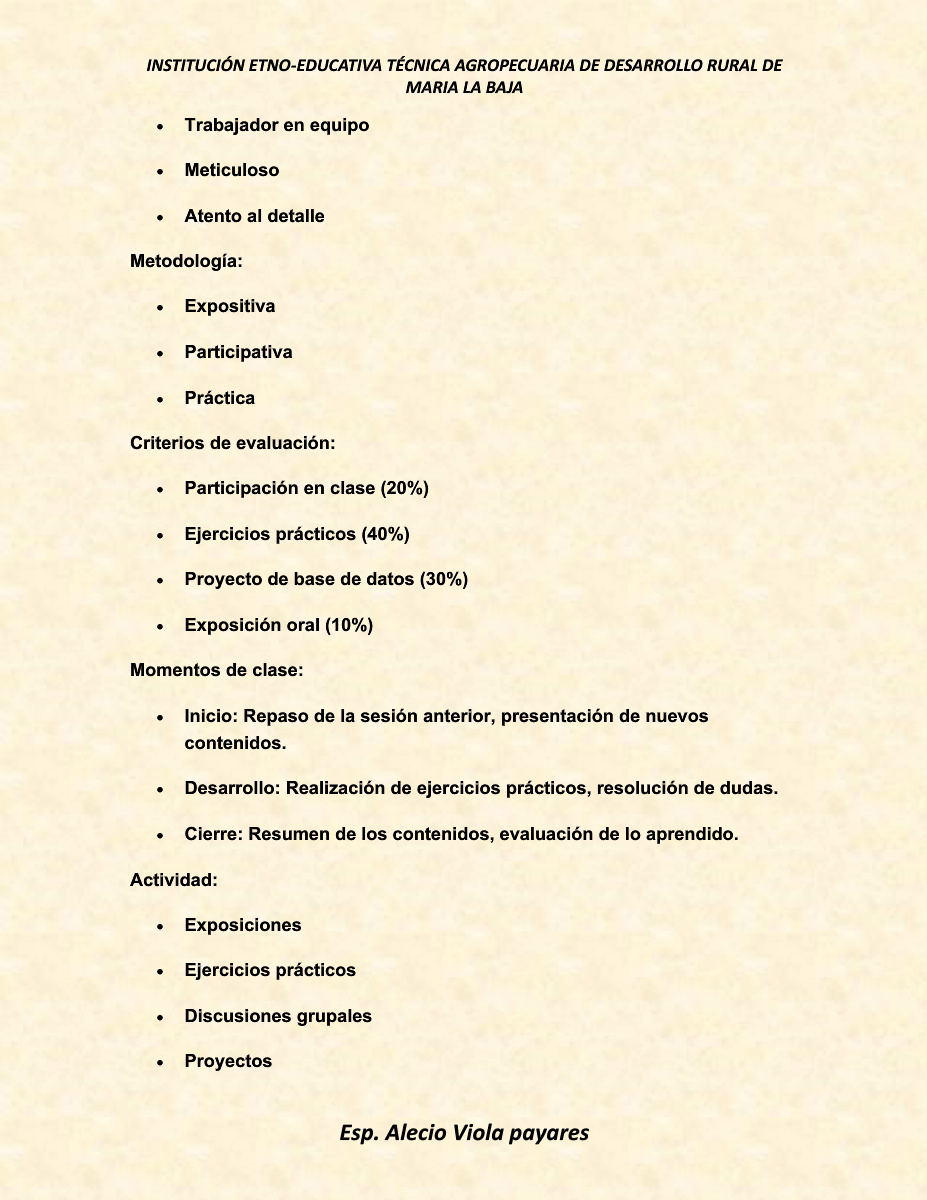 INSTITUCIÓN ETNO-EDUCATIVA TÉCNICA AGROPECUARIA DE DESARROLLO RURAL DE
MARIA LA BAJA
• Trabajador en equipo
• Meticuloso
• Atento al detalle
Metodología:
• Expositiva
• Participativa
• Práctica
Criterios de evaluación:
• Participación en clase (20%)
• Ejercicios prácticos (40%)
• Proyecto de base de datos (30%)
• Exposición oral (10%)
Momentos de clase:
• Inicio: Repaso de la sesión anterior, presentación de nuevos
contenidos.
• Desarrollo: Realización de ejercicios prácticos, resolución de dudas.
• Cierre: Resumen de los contenidos, evaluación de lo aprendido.
Actividad:
• Exposiciones
• Ejercicios prácticos
• Discusiones grupales
• Proyectos
Esp. Alecio Viola payares